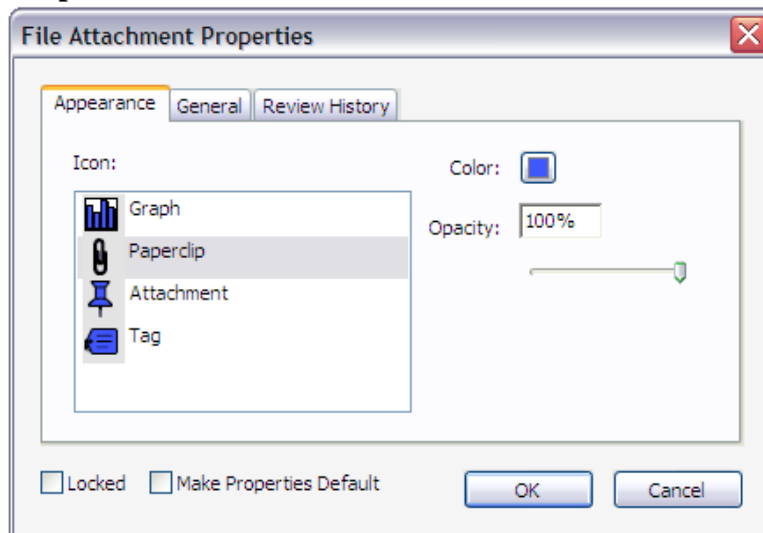 File Attachment Properties
Appearance General Review History
Icon:
Color:
Graph
Opacity: 100%
Paperclip
Attachment
Tag
Locked Make Properties Default OK Cancel